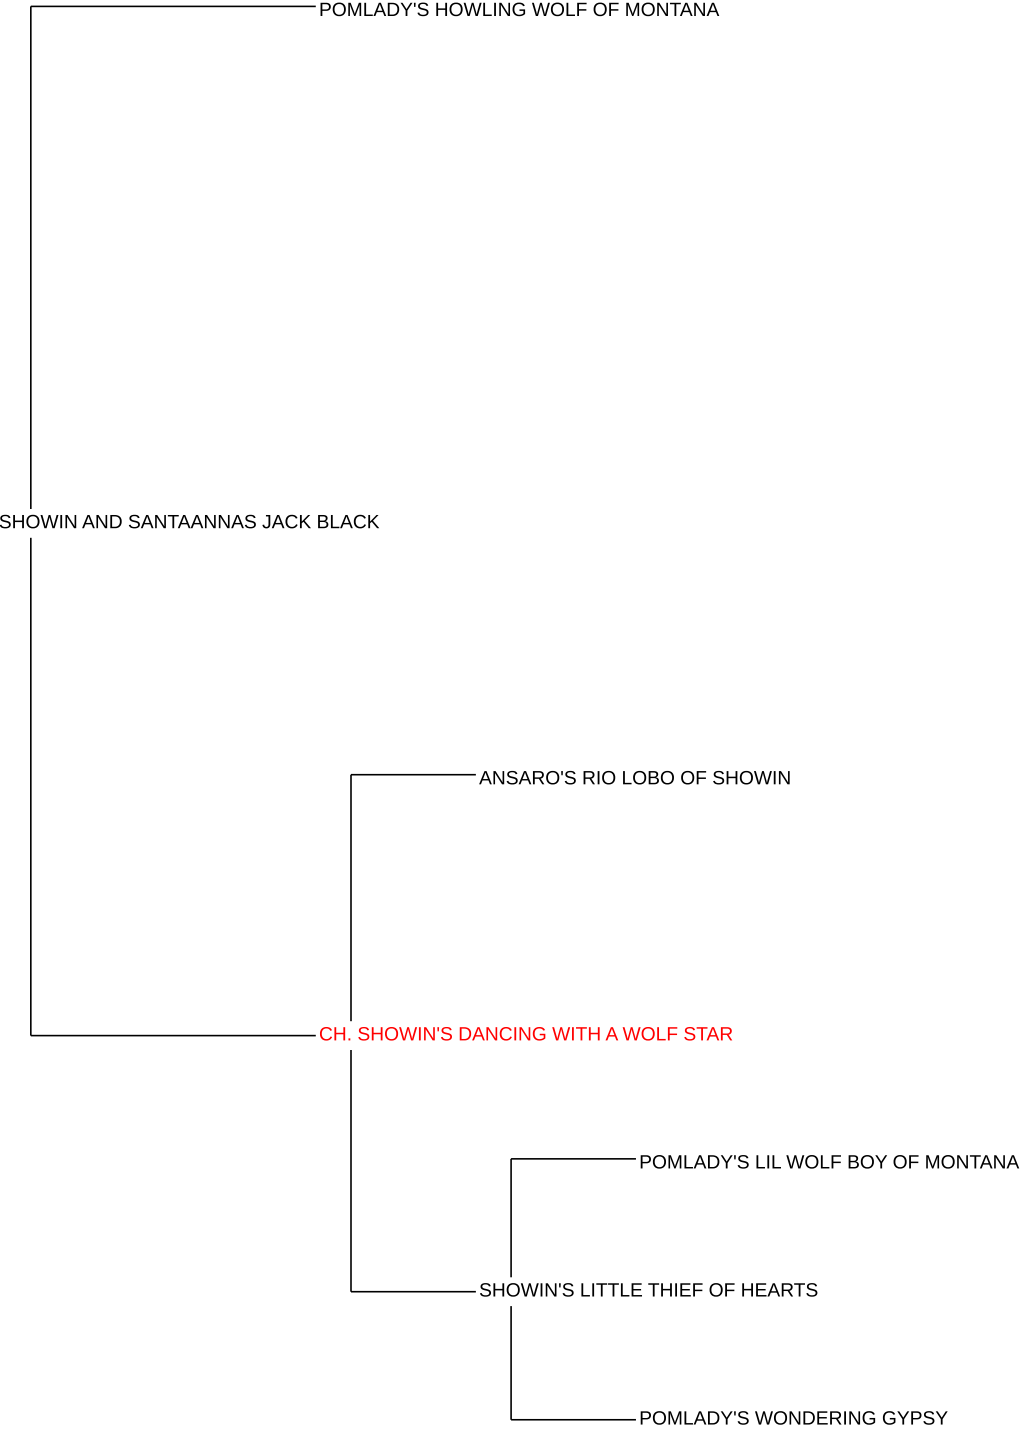 POMLADY'S HOWLING WOLF OF MONTANA
SHOWIN AND SANTAANNAS JACK BLACK
ANSARO'S RIO LOBO OF SHOWIN
CH. SHOWIN'S DANCING WITH A WOLF STAR
POMLADY'S LIL WOLF BOY OF MONTANA
SHOWIN'S LITTLE THIEF OF HEARTS
POMLADY'S WONDERING GYPSY